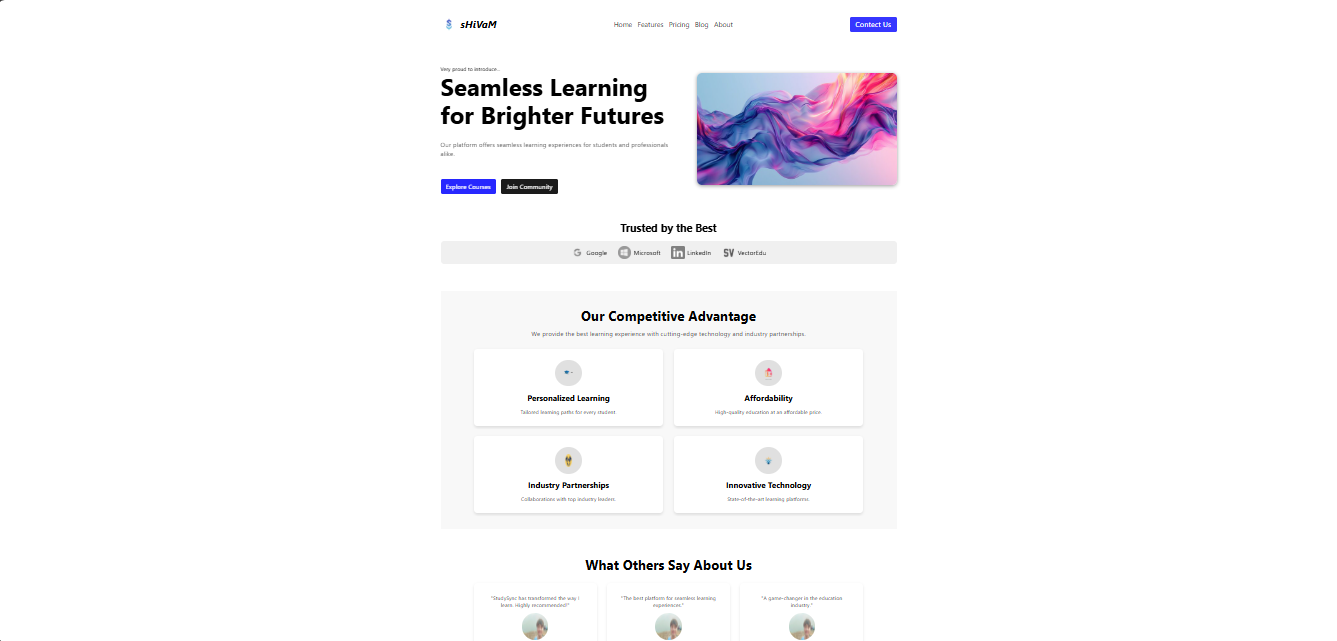 sHiVaM
Home Features Pricing Blog About
Contect Us
Very proud to introduce..
Seamless Learning
for Brighter Futures
Our platform offers seamless learning experiences for students and professionals
alike.
Explore Courses
Join Community
Trusted by the Best
Google
Microsoft
in LinkedIn
SV VectorEdu
Our Competitive Advantage
We provide the best learning experience with cutting-edge technology and industry partnerships.
Personalized Learning
Tailored learning paths for every student
Affordability
High-quality education at an affordable price
Industry Partnerships
Collaborations with top industry leaders
Innovative Technology
State-of-the-art learning platforms
What Others Say About Us
"StudySync has transformed the way I
learn. Highly recommended!"
"The best platform for seamless learning
experiences."
"A game-changer in the education
industry."